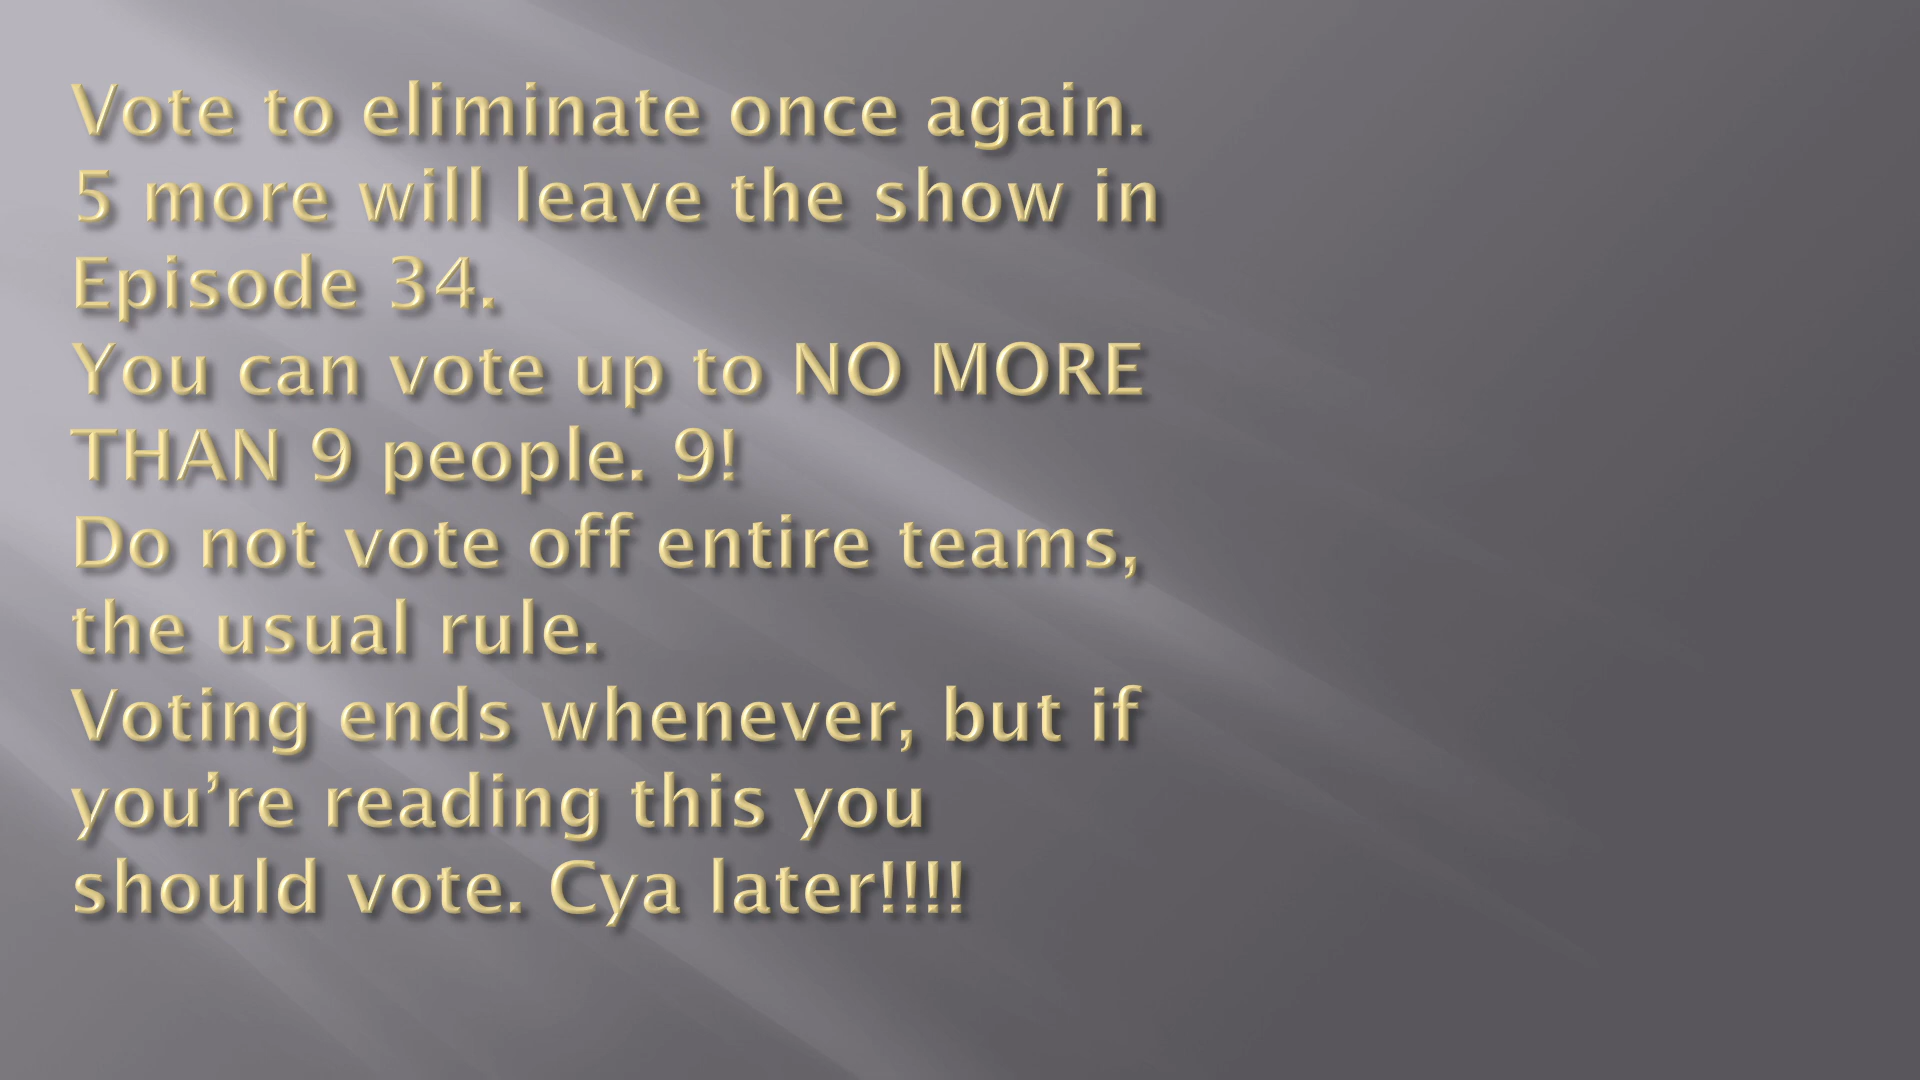 Vote to eliminate once again.
5 more will leave the show in
Episode 34.
You can vote up to NO MORE
THAN 9 people. 9!
Do not vote off entire teams,
the usual rule.
Voting ends whenever, but if
you’re reading this you
should vote. Cya later!!!!